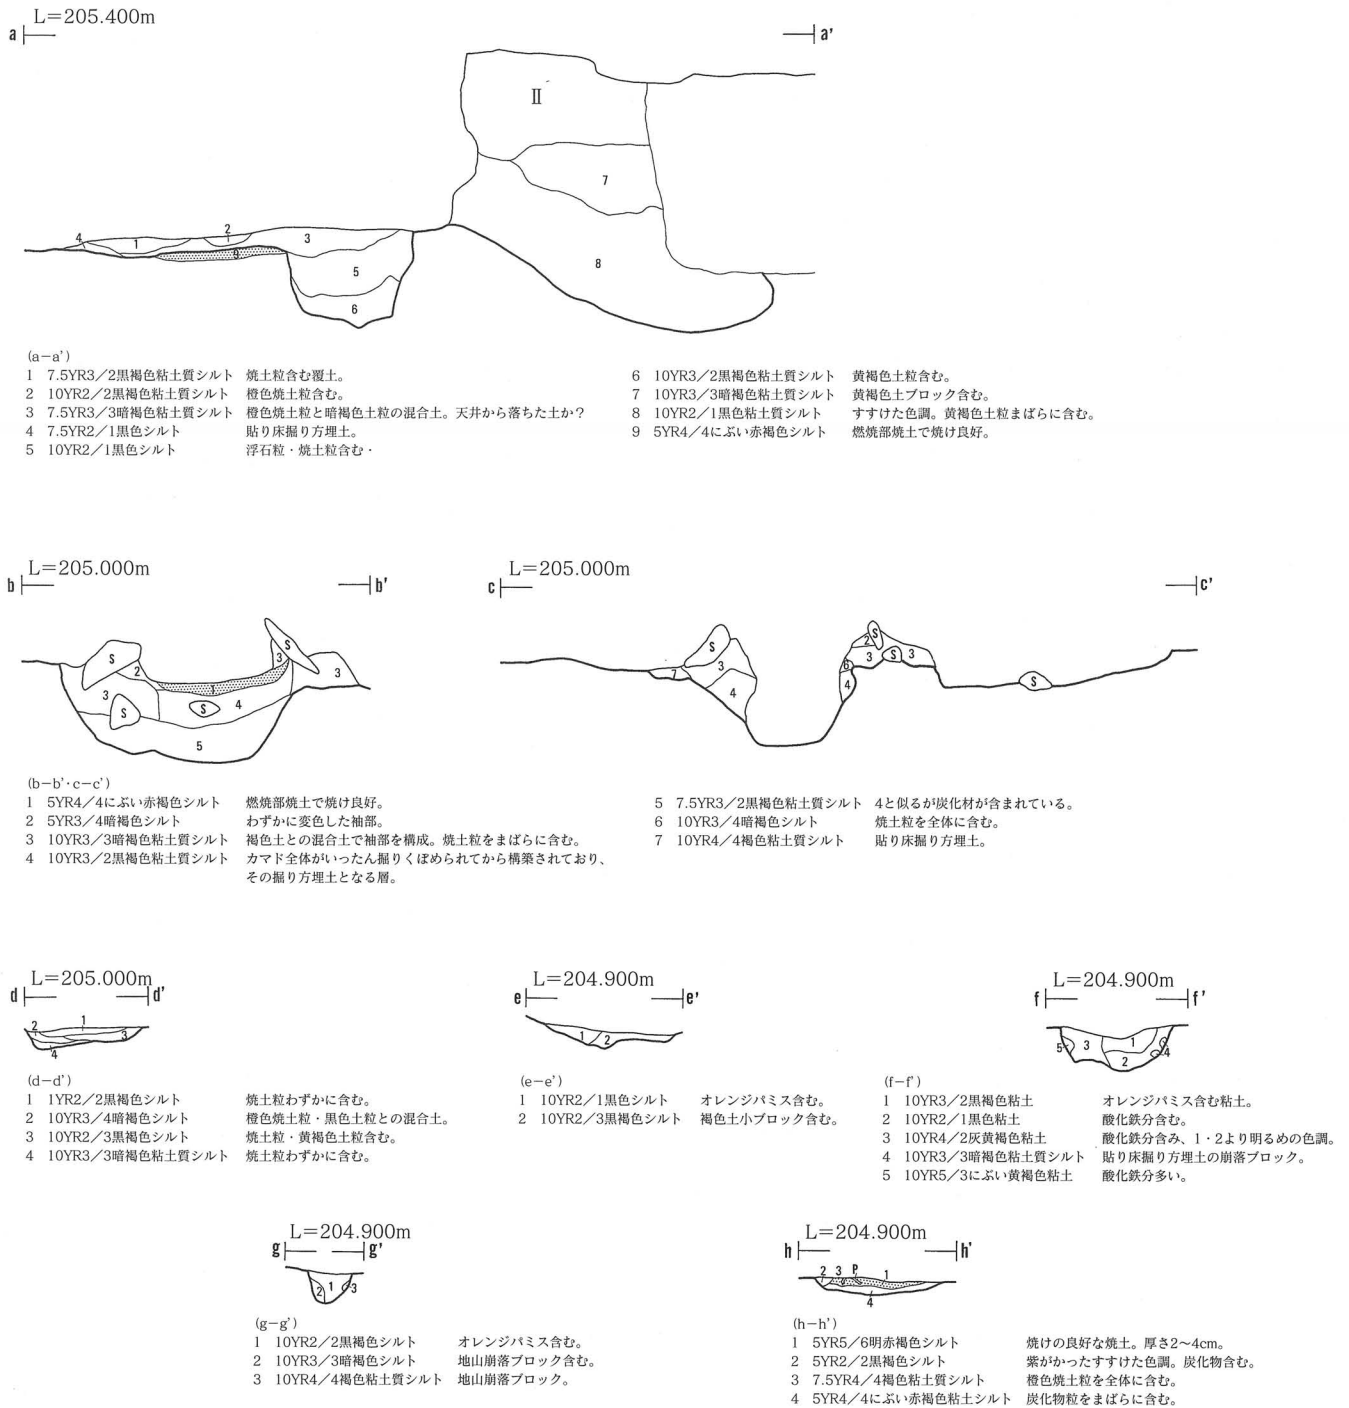 L=205.400m
a a'
II
7
2
4 1 3
9
5 8
6
(a-a')
1 7.5YR3/2黒褐色粘土質シルト 焼土粒含む覆土。
2 10YR2/2黒褐色粘土質シルト 橙色焼土粒含む。
3 7.5YR3/3暗褐色粘土質シルト 橙色焼土粒と暗褐色土粒の混合土。天井から落ちた土か?
4 7.5YR2/1黒色シルト 貼り床掘り方埋土。
5 10YR2/1黒色シルト 浮石粒・焼土粒含む・
6 10YR3/2黒褐色粘土質シルト 黄褐色土粒含む。
7 10YR3/3暗褐色粘土質シルト 黄褐色土ブロック含む。
8 10YR2/1黒色粘土質シルト すすけた色調。黄褐色土粒まばらに含む。
9 5YR4/4にぶい赤褐色シルト 燃焼部焼土で焼け良好。
L=205.000m
b b'
S S
2 3 3
1
3 S S 4
5
L=205.000m
c c'
S 2 S
3 3 S 3
7 6
4 4 S
(b-b'・c-c')
1 5YR4/4にぶい赤褐色シルト 燃焼部焼土で焼け良好。
2 5YR3/4暗褐色シルト わずかに変色した袖部。
3 10YR3/3暗褐色粘土質シルト 褐色土との混合土で袖部を構成。焼土粒をまばらに含む。
4 10YR3/2黒褐色粘土質シルト カマド全体がいったん掘りくぼめられてから構築されており、
その掘り方埋土となる層。
5 7.5YR3/2黒褐色粘土質シルト 4と似るが炭化材が含まれている。
6 10YR3/4暗褐色シルト 焼土粒を全体に含む。
7 10YR4/4褐色粘土質シルト 貼り床掘り方埋土。
L=205.000m
d d'
2 1 3
4
(d-d')
1 1YR2/2黒褐色シルト 焼土粒わずかに含む。
2 10YR3/4暗褐色シルト 橙色焼土粒・黒色土粒との混合土。
3 10YR2/3黒褐色シルト 焼土粒・黄褐色土粒含む。
4 10YR3/3暗褐色粘土質シルト 焼土粒わずかに含む。
L=204.900m
e e'
1 2
(e-e')
1 10YR2/1黒色シルト オレンジパミス含む。
2 10YR2/3黒褐色シルト 褐色土小ブロック含む。
L=204.900m
f f'
5 3 1 4
2
(f-f')
1 10YR3/2黒褐色粘土 オレンジパミス含む粘土。
2 10YR2/1黒色粘土 酸化鉄分含む。
3 10YR4/2灰黄褐色粘土 酸化鉄分含み、1・2より明るめの色調。
4 10YR3/3暗褐色粘土質シルト 貼り床掘り方埋土の崩落ブロック。
5 10YR5/3にぶい黄褐色粘土 酸化鉄分多い。
L=204.900m
g g'
2 1 3
(g-g')
1 10YR2/2黒褐色シルト オレンジパミス含む。
2 10YR3/3暗褐色シルト 地山崩落ブロック含む。
3 10YR4/4褐色粘土質シルト 地山崩落ブロック。
L=204.900m
h h'
2 3 P 1
4
(h-h')
1 5YR5/6明赤褐色シルト 焼けの良好な焼土。厚さ2〜4cm。
2 5YR2/2黒褐色シルト 紫がかったすすけた色調。炭化物含む。
3 7.5YR4/4褐色粘土質シルト 橙色焼土粒を全体に含む。
4 5YR4/4にぶい赤褐色粘土シルト 炭化物粒をまばらに含む。